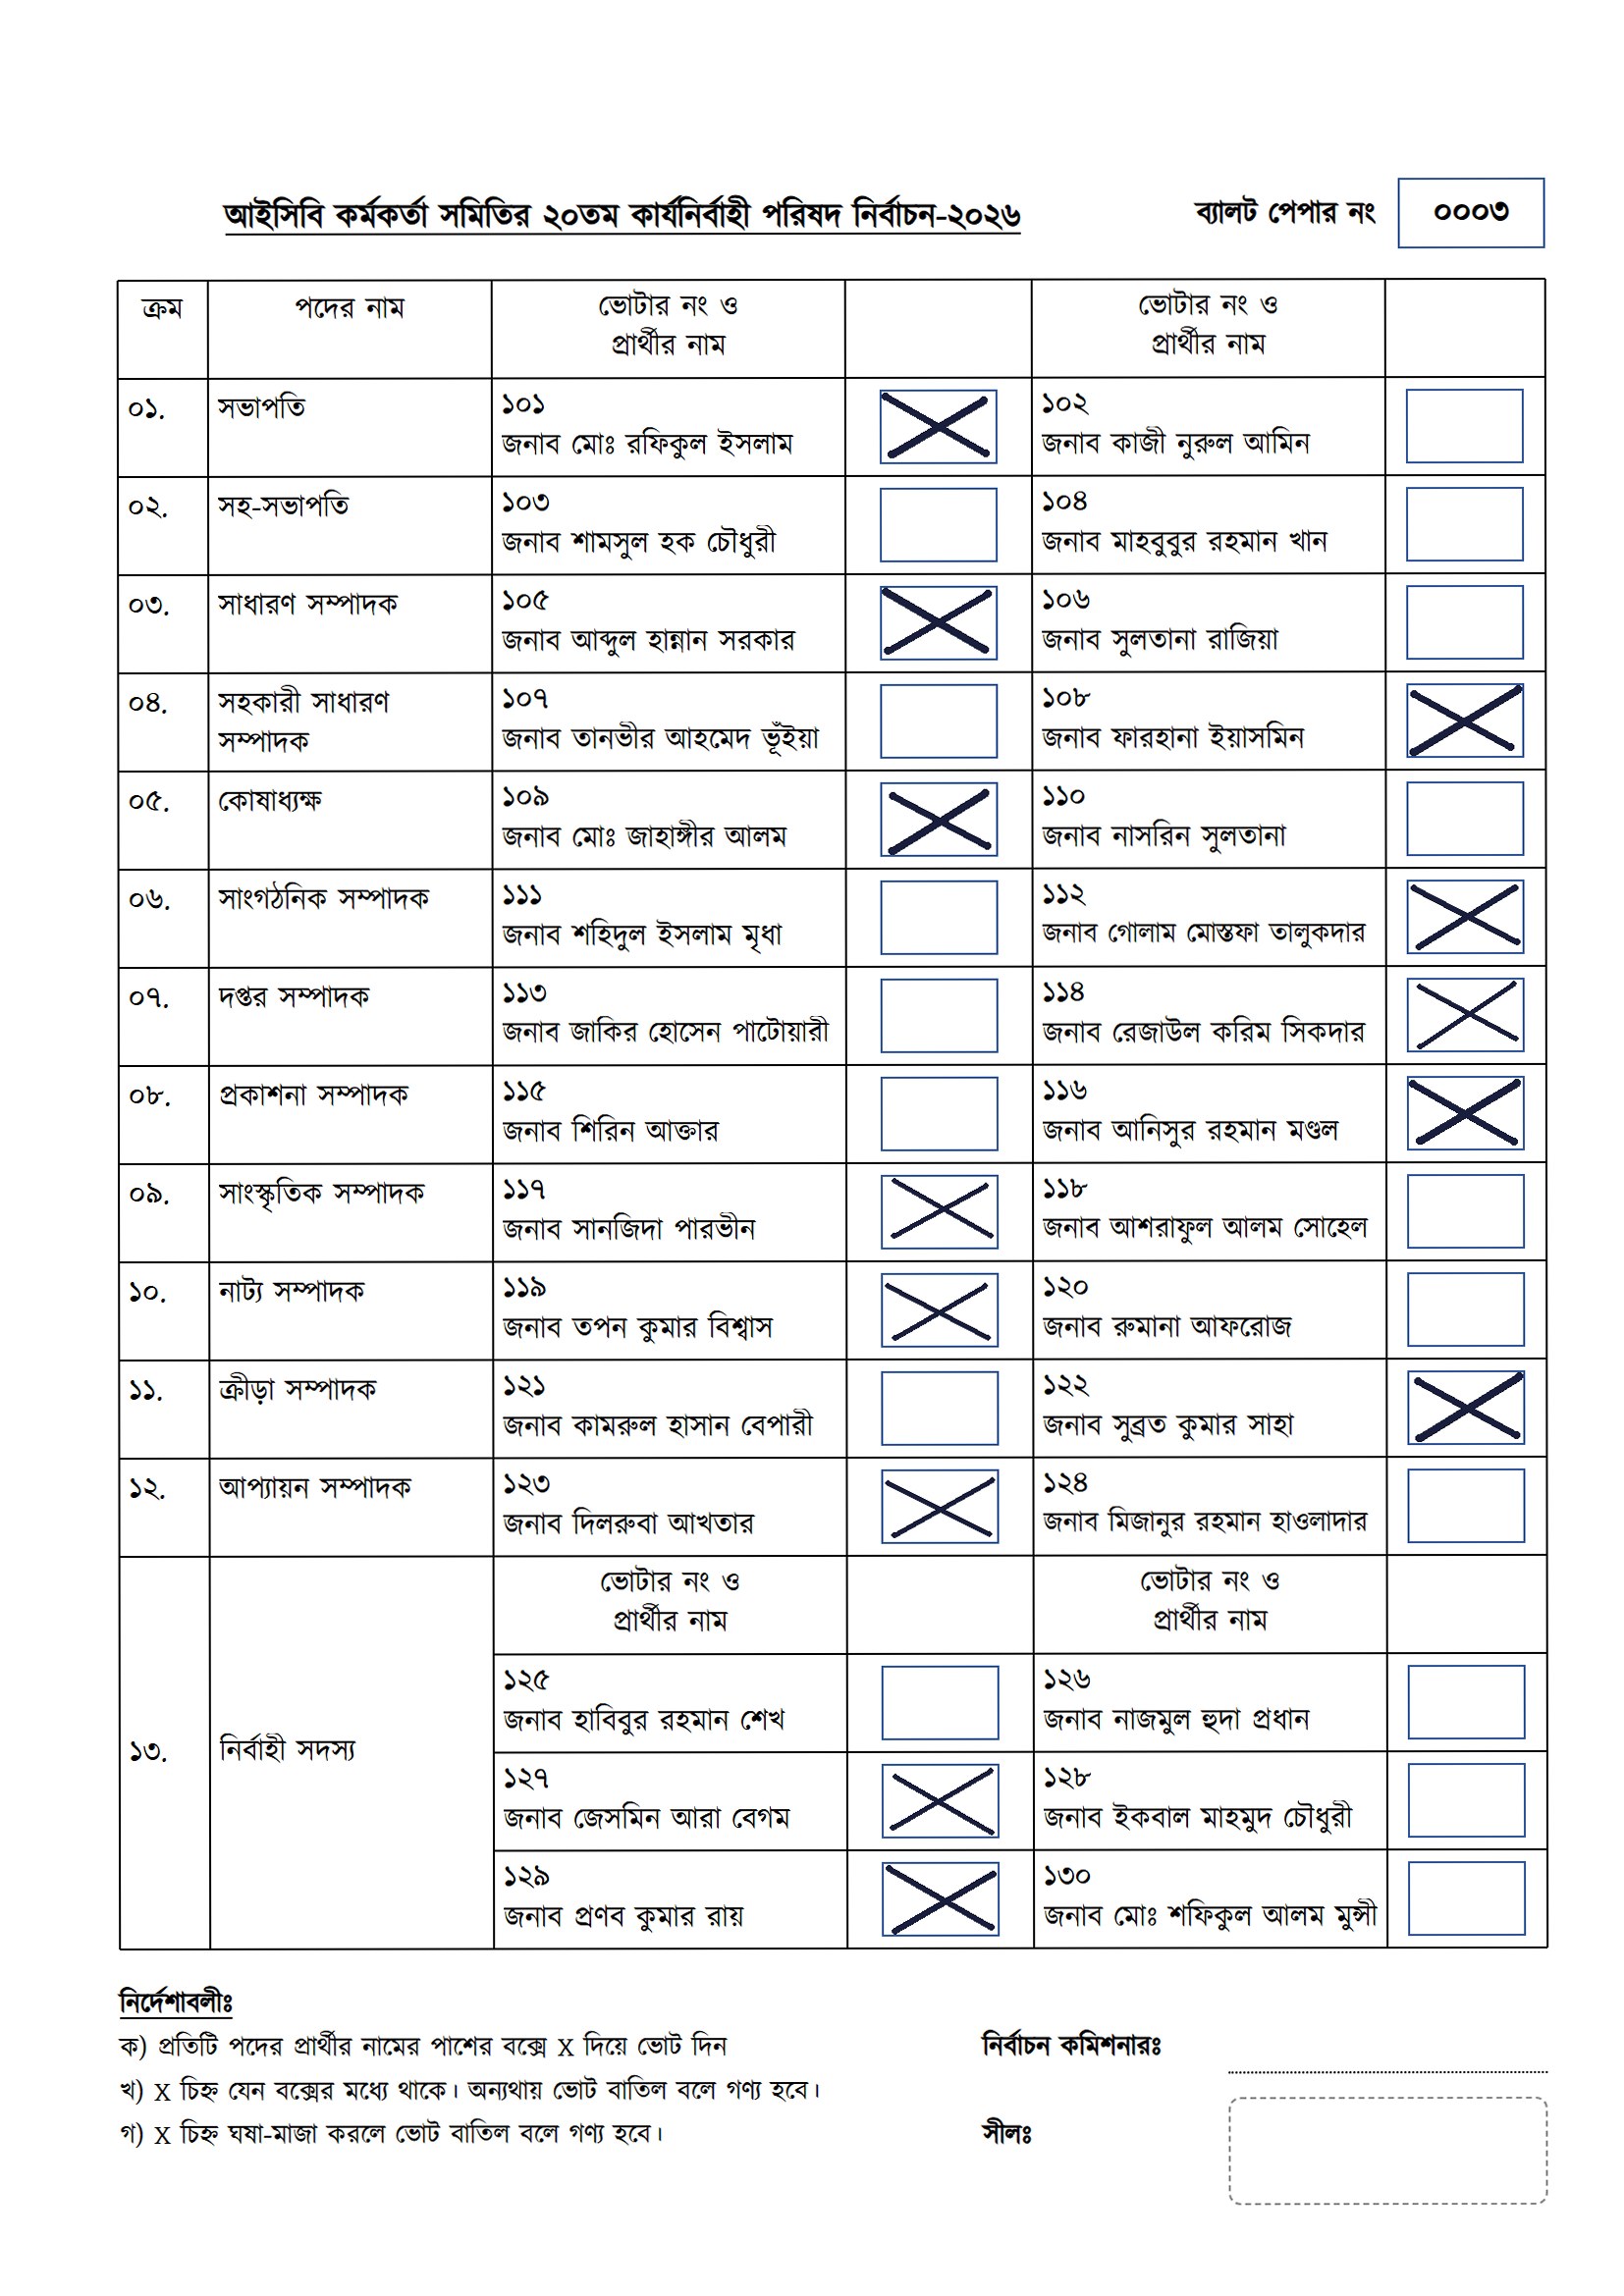 আইসিবি কর্মকর্তা সমিতির ২০তম কার্যনির্বাহী পরিষদ নির্বাচন-২০২৬
ব্যালট পেপার নং ০০০৩
ক্রম
পদের নাম
ভোটার নং ও
প্রার্থীর নাম
ভোটার নং ও
প্রার্থীর নাম
০১.
সভাপতি
১০১
জনাব মোঃ রফিকুল ইসলাম
১০২
জনাব কাজী নুরুল আমিন
০২.
সহ-সভাপতি
১০৩
জনাব শামসুল হক চৌধুরী
১০৪
জনাব মাহবুবুর রহমান খান
০৩.
সাধারণ সম্পাদক
১০৫
জনাব আব্দুল হান্নান সরকার
১০৬
জনাব সুলতানা রাজিয়া
০৪.
সহকারী সাধারণ
সম্পাদক
১০৭
জনাব তানভীর আহমেদ ভূঁইয়া
১০৮
জনাব ফারহানা ইয়াসমিন
০৫.
কোষাধ্যক্ষ
১০৯
জনাব মোঃ জাহাঙ্গীর আলম
১১০
জনাব নাসরিন সুলতানা
০৬.
সাংগঠনিক সম্পাদক
১১১
জনাব শহিদুল ইসলাম মৃধা
১১২
জনাব গোলাম মোস্তফা তালুকদার
০৭.
দপ্তর সম্পাদক
১১৩
জনাব জাকির হোসেন পাটোয়ারী
১১৪
জনাব রেজাউল করিম সিকদার
০৮.
প্রকাশনা সম্পাদক
১১৫
জনাব শিরিন আক্তার
১১৬
জনাব আনিসুর রহমান মণ্ডল
০৯.
সাংস্কৃতিক সম্পাদক
১১৭
জনাব সানজিদা পারভীন
১১৮
জনাব আশরাফুল আলম সোহেল
১০.
নাট্য সম্পাদক
১১৯
জনাব তপন কুমার বিশ্বাস
১২০
জনাব রুমানা আফরোজ
১১.
ক্রীড়া সম্পাদক
১২১
জনাব কামরুল হাসান বেপারী
১২২
জনাব সুব্রত কুমার সাহা
১২.
আপ্যায়ন সম্পাদক
১২৩
জনাব দিলরুবা আখতার
১২৪
জনাব মিজানুর রহমান হাওলাদার
ভোটার নং ও
প্রার্থীর নাম
ভোটার নং ও
প্রার্থীর নাম
১৩.
নির্বাহী সদস্য
১২৫
জনাব হাবিবুর রহমান শেখ
১২৬
জনাব নাজমুল হুদা প্রধান
১২৭
জনাব জেসমিন আরা বেগম
১২৮
জনাব ইকবাল মাহমুদ চৌধুরী
১২৯
জনাব প্রণব কুমার রায়
১৩০
জনাব মোঃ শফিকুল আলম মুন্সী
নির্দেশাবলীঃ
ক) প্রতিটি পদের প্রার্থীর নামের পাশের বক্সে X দিয়ে ভোট দিন
খ) X চিহ্ন যেন বক্সের মধ্যে থাকে। অন্যথায় ভোট বাতিল বলে গণ্য হবে।
গ) X চিহ্ন ঘষা-মাজা করলে ভোট বাতিল বলে গণ্য হবে।
নির্বাচন কমিশনারঃ
সীলঃ